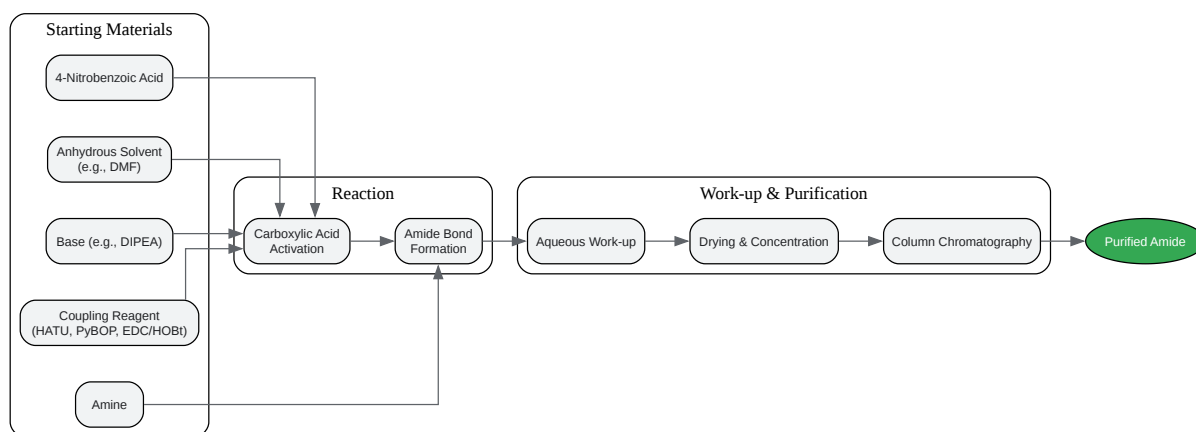 Starting Materials
4-Nitrobenzoic Acid
Anhydrous Solvent
(e.g., DMF)
Base (e.g., DIPEA)
Coupling Reagent
(HATU, PyBOP, EDC/HOBt)
Amine
Reaction
Carboxylic Acid
Activation
Amide Bond
Formation
Work-up & Purification
Aqueous Work-up
Drying & Concentration
Column Chromatography
Purified Amide